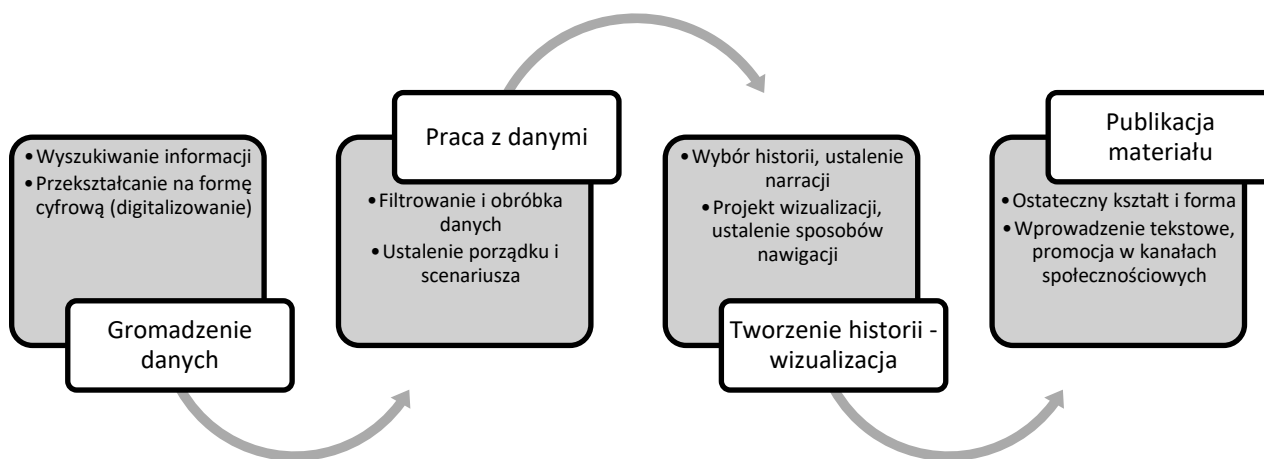 • Wyszukiwanie informacji
• Przekształcanie na formę
cyfrową (digitalizowanie)
Gromadzenie
danych
Praca z danymi
• Filtrowanie i obróbka
danych
• Ustalenie porządku i
scenariusza
• Wybór historii, ustalenie
narracji
• Projekt wizualizacji,
ustalenie sposobów
nawigacji
Tworzenie historii -
wizualizacja
Publikacja
materiału
• Ostateczny kształt i forma
• Wprowadzenie tekstowe,
promocja w kanałach
społecznościowych